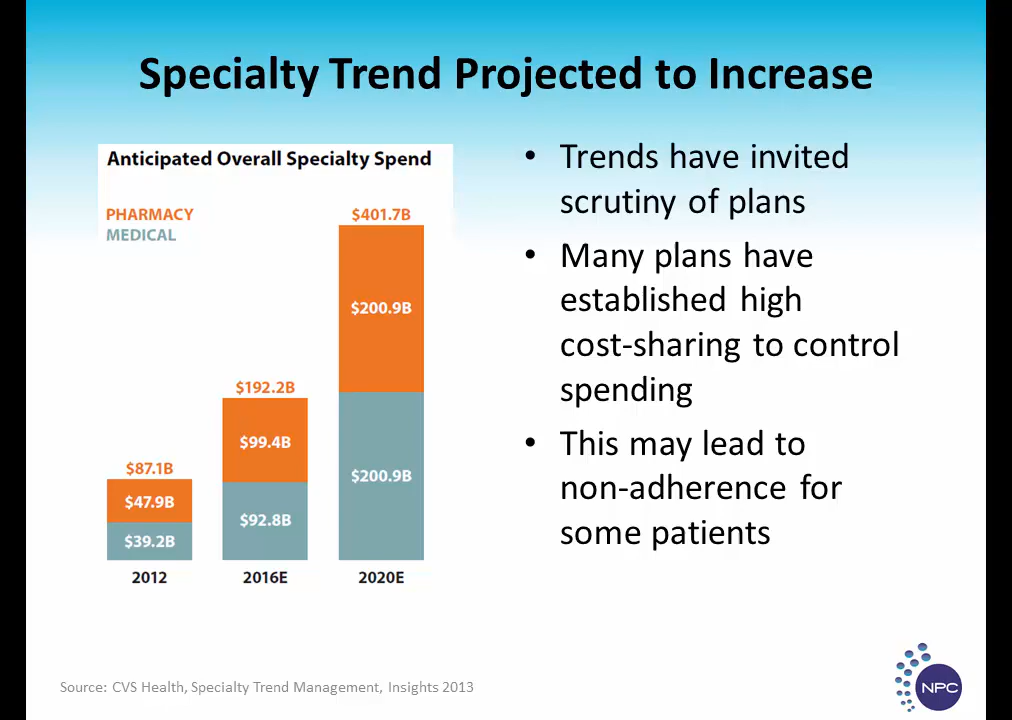 Specialty Trend Projected to Increase
Anticipated Overall Specialty Spend
PHARMACY
MEDICAL
$87.1B
$47.9B
$39.2B
2012
$192.2B
$99.4B
$92.8B
2016E
$401.7B
$200.9B
$200.9B
2020E
• Trends have invited
scrutiny of plans
• Many plans have
established high
cost-sharing to control
spending
• This may lead to
non-adherence for
some patients
Source: CVS Health, Specialty Trend Management, Insights 2013
NPC